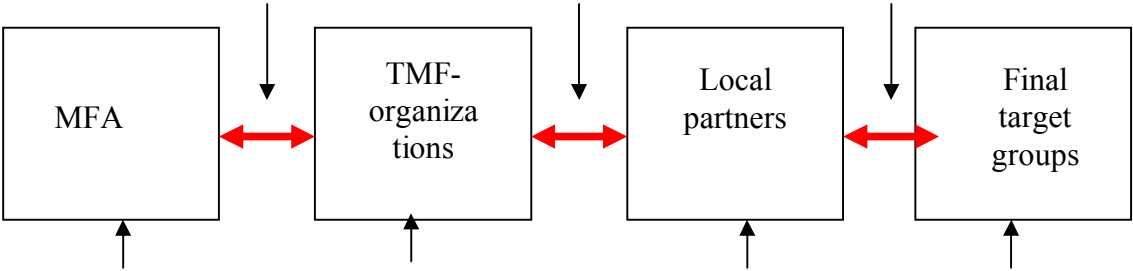 MFA
TMF-
organiza
tions
Local
partners
Final
target
groups